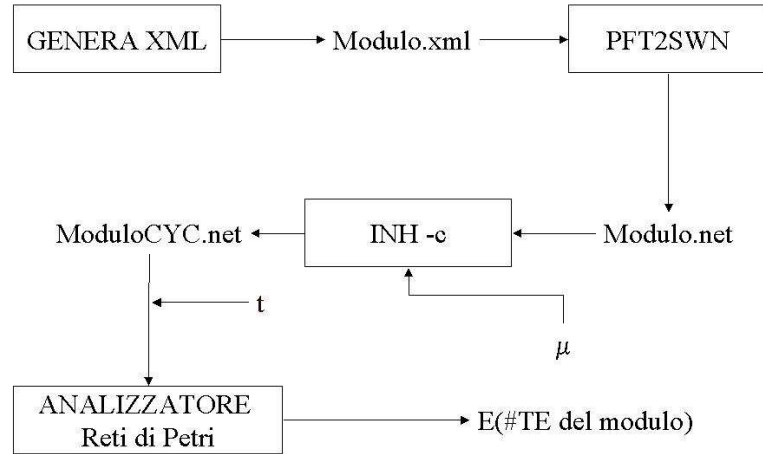 GENERA XML
Modulo.xml
PFT2SWN
ModuloCYC.net
INH -c
Modulo.net
t
μ
ANALIZZATORE
Reti di Petri
E(#TE del modulo)